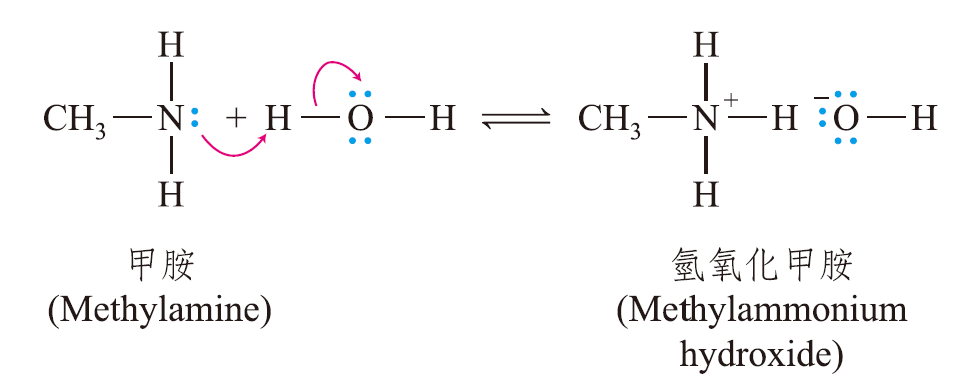 H H
CH₃—N: + H—O—H ⇌ CH₃—N⁺—H ⁻:O—H
H H
甲胺 氫氧化甲胺
(Methylamine) (Methylammonium
hydroxide)